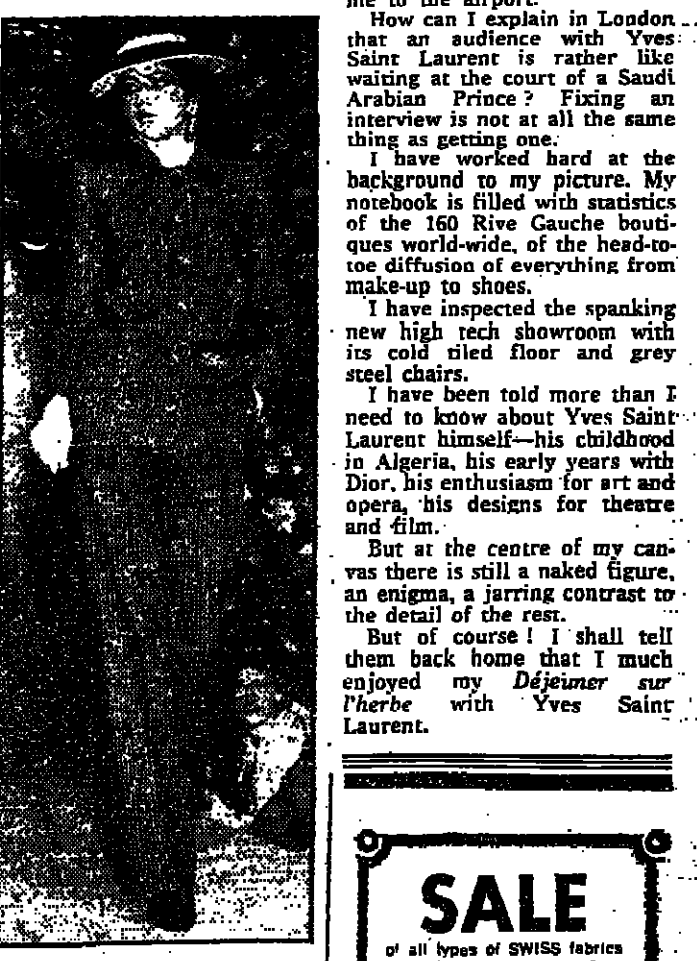 me to the airport.
How can I explain in London
that an audience with Yves
Saint Laurent is rather like
waiting at the court of a Saudi
Arabian Prince? Fixing an
interview is not at all the same
thing as getting one.
I have worked hard at the
background to my picture. My
notebook is filled with statistics
of the 160 Rive Gauche bouti-
ques world-wide, of the head-to-
toe diffusion of everything from
make-up to shoes.
I have inspected the spanking
new high tech showroom with
its cold tiled floor and grey
steel chairs.
I have been told more than I
need to know about Yves Saint
Laurent himself—his childhood
in Algeria, his early years with
Dior, his enthusiasm for art and
opera, his designs for theatre
and film.
But at the centre of my can-
vas there is still a naked figure,
an enigma, a jarring contrast to
the detail of the rest.
But of course! I shall tell
them back home that I much
enjoyed my Déjeuner sur
l'herbe with Yves Saint
Laurent.
SALE
of all types of SWISS fabrics